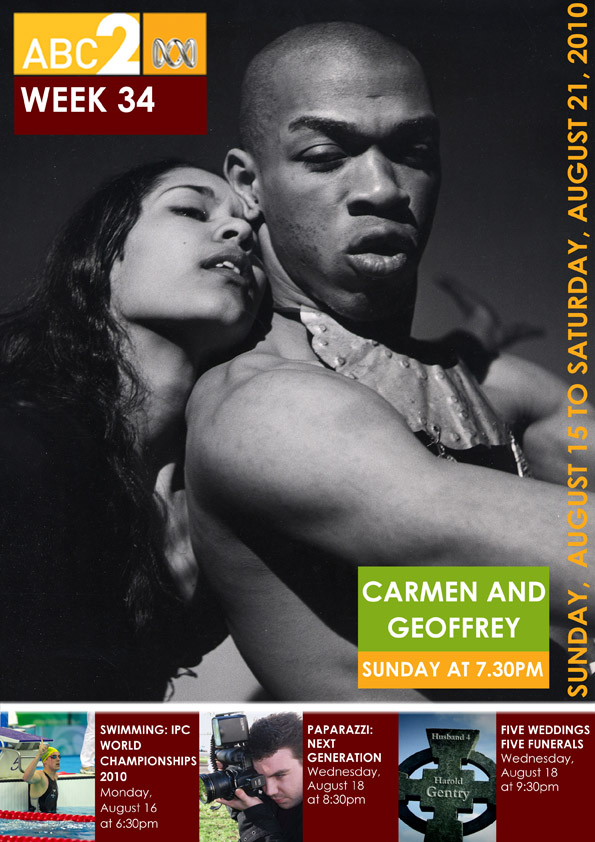 ABC2
WEEK 34
SUNDAY, AUGUST 15 TO SATURDAY, AUGUST 21, 2010
CARMEN AND
GEOFFREY
SUNDAY AT 7.30PM
SWIMMING: IPC
WORLD
CHAMPIONSHIPS
2010
Monday,
August 16
at 6:30pm
PAPARAZZI:
NEXT
GENERATION
Wednesday,
August 18
at 8:30pm
Husband 4
Harold
Gentry
FIVE WEDDINGS
FIVE FUNERALS
Wednesday,
August 18
at 9:30pm